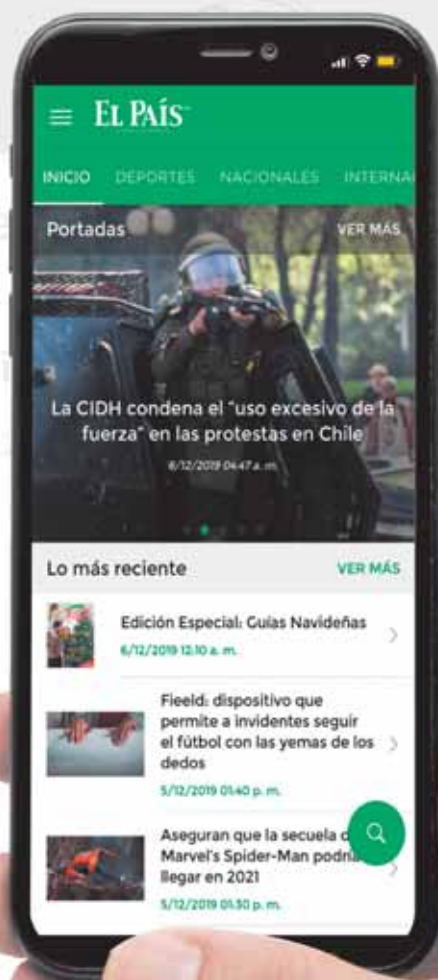 EL PAÍS
INICIO DEPORTES NACIONALES
Portadas VER MÁS
La CIDH condena el “uso excesivo de la
fuerza” en las protestas en Chile
6/12/2019 04:47 a. m.
Lo más reciente VER MÁS
Edición Especial: Guías Navideñas
6/12/2019 12:10 a. m.
Fieeld: dispositivo que
permite a invidentes seguir
el fútbol con las yemas de los
dedos
5/12/2019 01:40 p. m.
Aseguran que la secuela
Marvel's Spider-Man
llegar en 2021
5/12/2019 01:30 p. m.